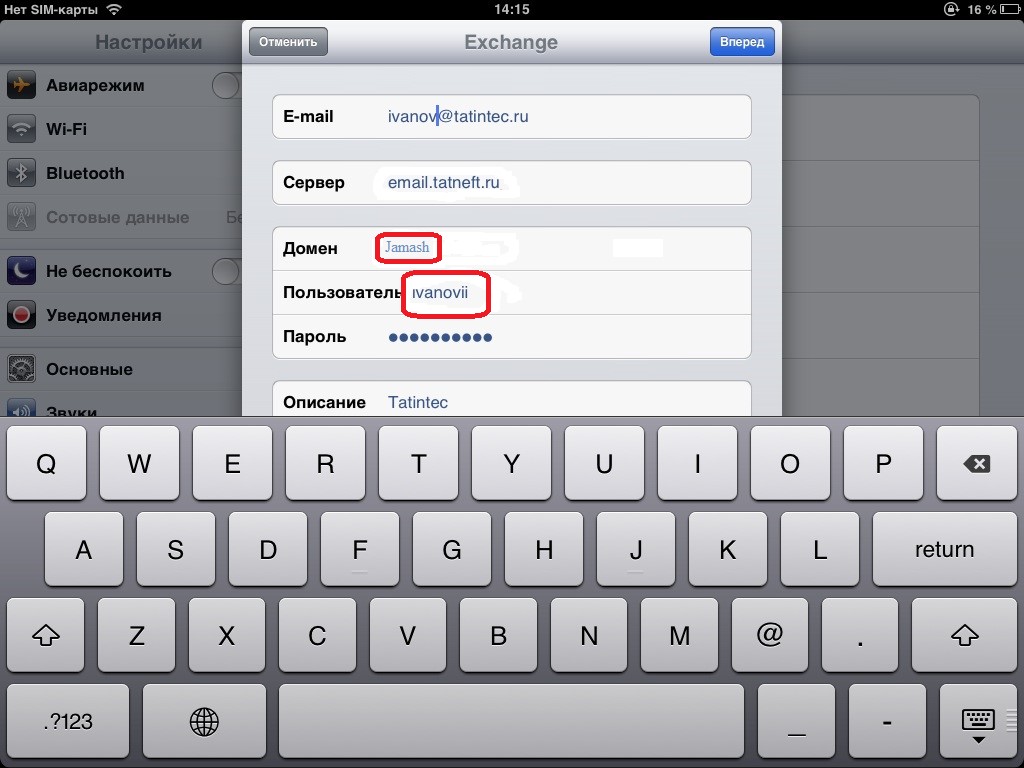 Нет SIM-карты 14:15 16 %
Настройки
Отменить Exchange Вперед
Авиарежим
Wi-Fi
Bluetooth
Сотовые данные Бе
Не беспокоить
Уведомления
Основные
Звуки
E-mail ivanov@tatintec.ru
Сервер email.tatneft.ru
Домен Jamash
Пользователь ivanovii
Пароль ●●●●●●●●●●
Описание Tatintec
Q W E R T Y U I O P
A S D F G H J K L return
Z X C V B N M @ .
.?123 _ -